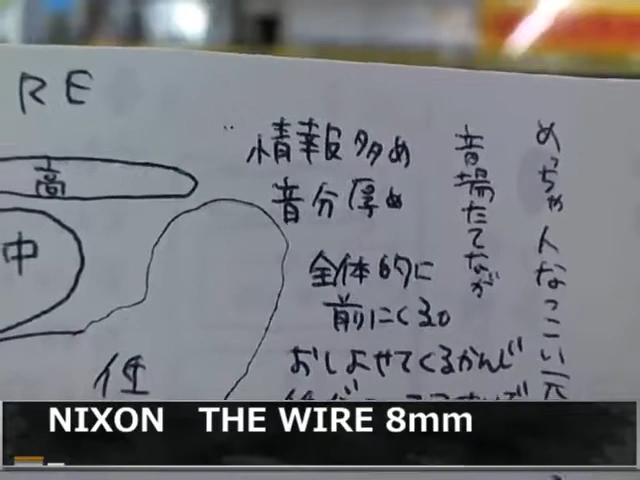 RE
高
中
低
情報多め
音分厚め
全体的に
前にくる。
おしよせてくるかんじ
音場たてなが
めっちゃ人なつこい元
NIXON THE WIRE 8mm